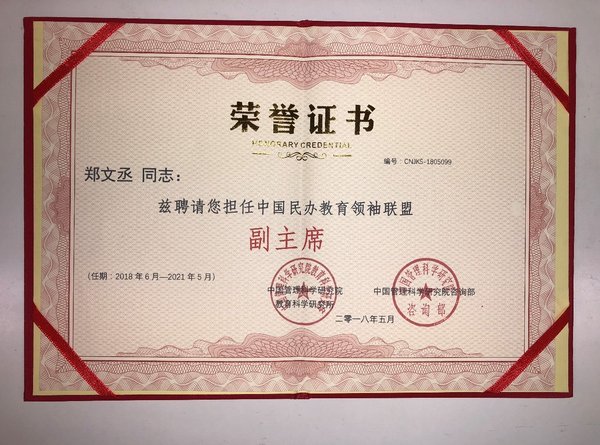 荣誉证书
HONORARY CREDENTIAL
编号：CNJKS-1805099
郑文丞 同志：
兹聘请您担任中国民办教育领袖联盟
副主席
（任期：2018年6月—2021年5月）
中国管理科学研究院 中国管理科学研究院咨询部
教育科学研究所 咨询部
二零一八年五月